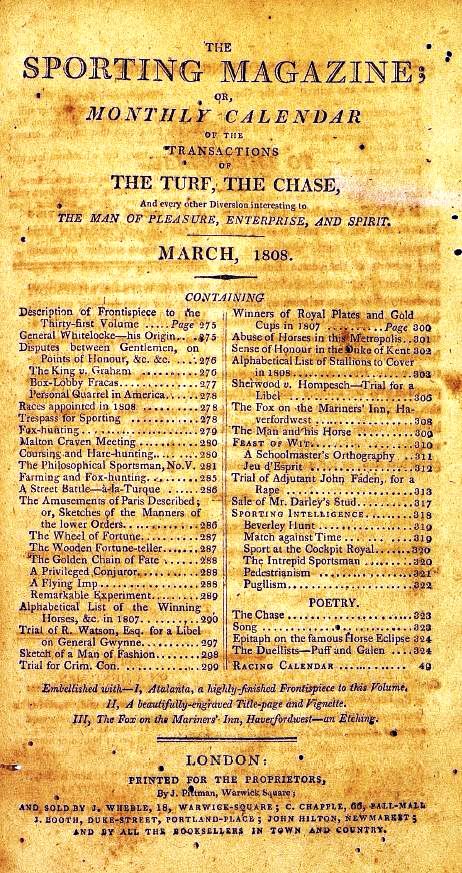 THE
SPORTING MAGAZINE;
OR,
MONTHLY CALENDAR
OF THE
TRANSACTIONS
OF
THE TURF, THE CHASE,
And every other Diversion interesting to
THE MAN OF PLEASURE, ENTERPRISE, AND SPIRIT.
MARCH, 1808.
CONTAINING
Description of Frontispiece to the
Thirty-first Volume ..... Page 275
General Whitelocke—his Origin.. 275
Disputes between Gentlemen, on
Points of Honour, &c. &c. ..... 276
The King v. Graham ............ 276
Box-Lobby Fracas............... 277
Personal Quarrel in America..... 278
Races appointed in 1808 ........ 278
Trespass for Sporting .......... 278
Fox-hunting .................... 279
Malton Craven Meeting .......... 280
Coursing and Hare-hunting....... 280
The Philosophical Sportsman, No. V. 281
Farming and Fox-hunting........ 285
A Street Battle—à-la-Turque .... 286
The Amusements of Paris Described;
or, Sketches of the Manners of
the lower Orders............... 286
The Wheel of Fortune........... 287
The Wooden Fortune-teller....... 287
The Golden Chain of Fate ....... 288
A Privileged Conjuror........... 288
A Flying Imp................... 288
Remarkable Experiment.......... 289
Alphabetical List of the Winning
Horses, &c. in 1807............ 290
Trial of R. Watson, Esq. for a Libel
on General Gwynne............. 297
Sketch of a Man of Fashion....... 298
Trial for Crim. Con. ........... 299
Winners of Royal Plates and Gold
Cups in 1807 .......... Page 300
Abuse of Horses in this Metropolis.. 301
Sense of Honour in the Duke of Kent 302
Alphabetical List of Stallions to Cover
in 1808 ....................... 303
Sherwood v. Hompesch—Trial for a
Libel ......................... 306
The Fox on the Mariners' Inn, Ha-
verfordwest ................... 308
The Man and his Horse .......... 309
FEAST OF WIT.................... 310
A Schoolmaster's Orthography ... 311
Jeu d'Esprit ................... 312
Trial of Adjutant John Faden, for a
Rape .......................... 313
Sale of Mr. Darley's Stud........ 317
SPORTING INTELLIGENCE........... 318
Beverley Hunt .................. 319
Match against Time ............. 319
Sport at the Cockpit Royal....... 320
The Intrepid Sportsman ......... 320
Pedestrianism .................. 321
Pugilism....................... 322
POETRY.
The Chase...................... 323
Song .......................... 323
Epitaph on the famous Horse Eclipse 324
The Duellists—Puff and Galen .... 324
RACING CALENDAR ................ 49
Embellished with—I, Atalanta, a highly-finished Frontispiece to this Volume.
II, A beautifully-engraved Title-page and Vignette.
III, The Fox on the Mariners' Inn, Haverfordwest—an Etching.
LONDON:
PRINTED FOR THE PROPRIETORS,
By J. Pittman, Warwick Square;
AND SOLD BY J. WHEBLE, 18, WARWICK-SQUARE; C. CHAPPLE, 66, PALL-MALL
J. BOOTH, DUKE-STREET, PORTLAND-PLACE; JOHN HILTON, NEWMARKET;
AND BY ALL THE BOOKSELLERS IN TOWN AND COUNTRY.